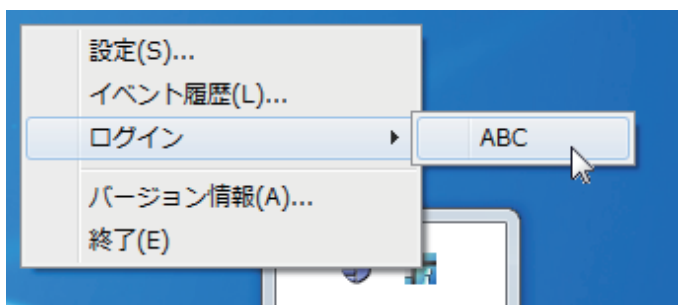 設定(S)...
イベント履歴(L)...
ログイン
ABC
バージョン情報(A)...
終了(E)